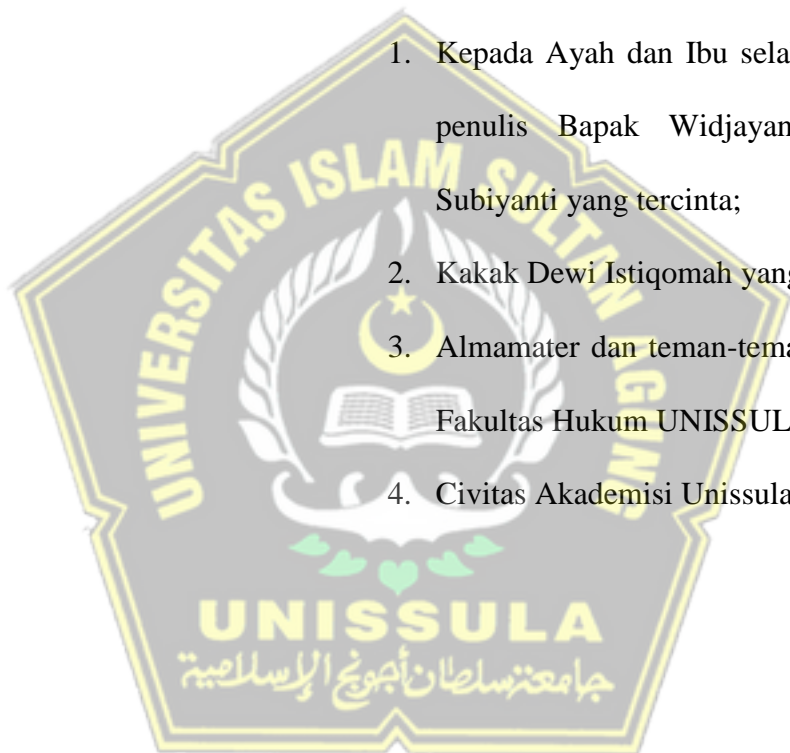 1. Kepada Ayah dan Ibu sela
penulis Bapak Widjayan
Subiyanti yang tercinta;
2. Kakak Dewi Istiqomah yang
3. Almamater dan teman-tema
Fakultas Hukum UNISSUL
4. Civitas Akademisi Unissula
UNIVERSITAS ISLAM SULTAN AGUNG
UNISSULA
جامعة سلطان أجونج الإسلامية